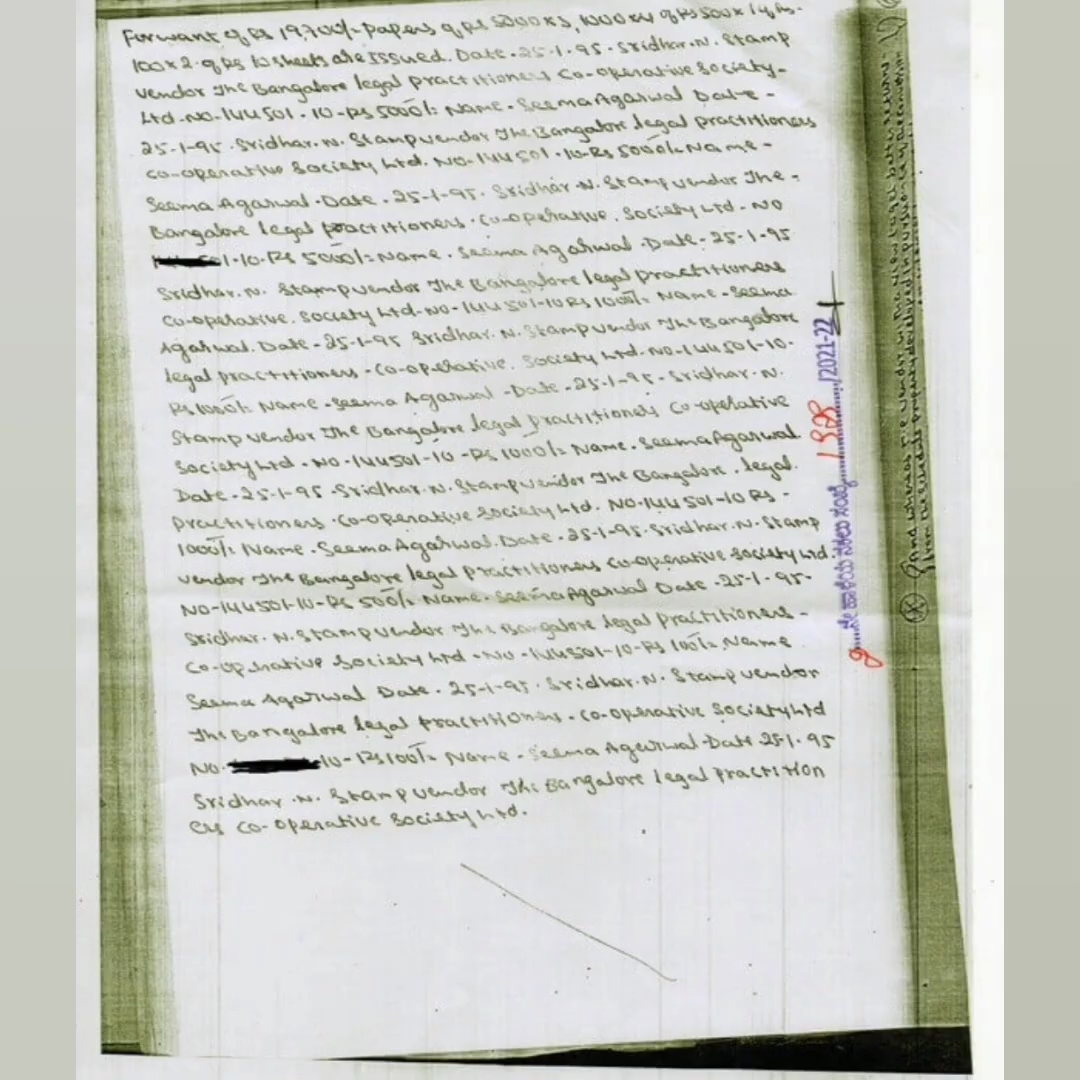 For want of Rs 19,700/- Papers of Rs 5000x3, 1000x4 of Rs 500x1 of Rs.
100x2. of Rs 10 sheets are Issued. Date. 25-1-95. Sridhar.N. Stamp
vendor The Bangalore legal Practitioners Co-operative Society-
Ltd-NO-144501-10-Rs 5000/= Name-Seema Agarwal Date-
25-1-95. Sridhar.N. Stamp vendor The Bangalore legal practitioners
co-operative Society Ltd. NO-144501-10-Rs 5000/= Name-
Seema Agarwal-Date. 25-1-95. Sridhar.N. Stamp vendor The-
Bangalore legal practitioners. Co-operative. Society Ltd-NO
1-10-Rs 5000/= Name. Seema Agarwal-Date-25-1-95
Sridhar.N. Stamp vendor The Bangalore legal practitioners
Co-operative. Society Ltd-NO-144501-10 Rs 1000/= Name-Seema
Agarwal. Date-25-1-95 Sridhar.N. Stamp vendor The Bangalore
legal practitioners-Co-operative. Society Ltd-NO-144501-10-
Rs 1000/= Name-Seema Agarwal-Date-25-1-95-Sridhar.N.
Stamp vendor The Bangalore legal Practitioners Co-operative
Society Ltd-NO-144501-10-Rs 1000/= Name. Seema Agarwal
Date-25-1-95-Sridhar.N. Stamp vendor The Bangalore. legal
practitioners. Co-operative Society Ltd. NO-144501-10 Rs-
1000/= Name-Seema Agarwal. Date-25-1-95. Sridhar.N. Stamp
vendor The Bangalore legal Practitioners co-operative Society Ltd.
NO-144501-10-Rs 500/= Name-Seema Agarwal Date-25-1-95-
Sridhar.N. Stamp vendor The Bangalore legal practitioners-
Co-operative Society Ltd-NO-144501-10-Rs 100/= Name
Seema Agarwal Date-25-1-95-Sridhar.N. Stamp vendor
The Bangalore legal Practitioners. Co-operative Society Ltd
NO. 10-Rs 100/= Name-Seema Agarwal-Date 25-1-95
Sridhar.N. Stamp vendor The Bangalore legal Practition
ers Co-operative Society Ltd.
/2021-22